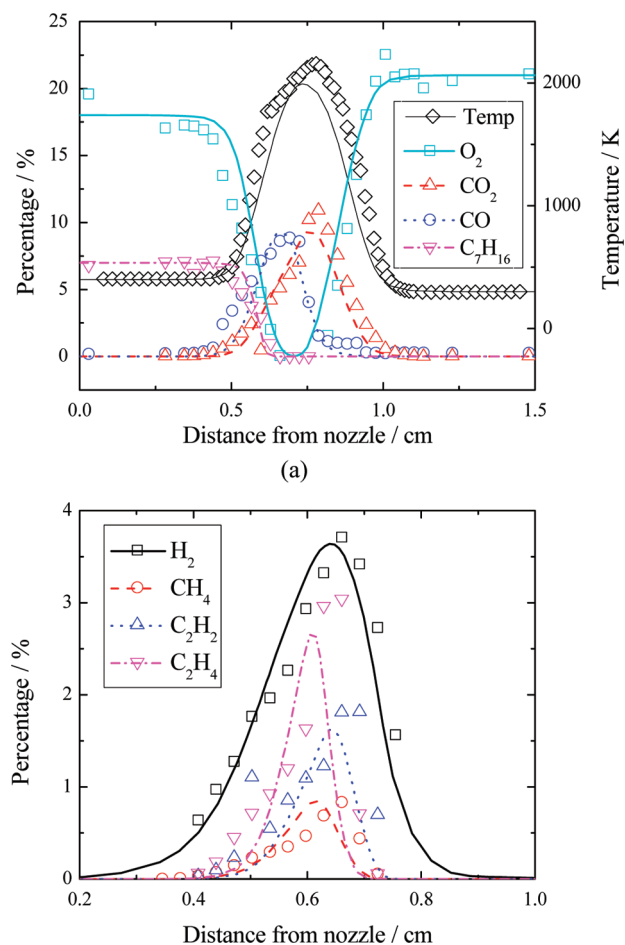 25
20
15
10
5
0
Percentage / %
2000
1000
0
Temperature / K
Temp
O₂
CO₂
CO
C₇H₁₆
0.0 0.5 1.0 1.5
Distance from nozzle / cm
(a)
4
3
2
1
0
Percentage / %
H₂
CH₄
C₂H₂
C₂H₄
0.2 0.4 0.6 0.8 1.0
Distance from nozzle / cm